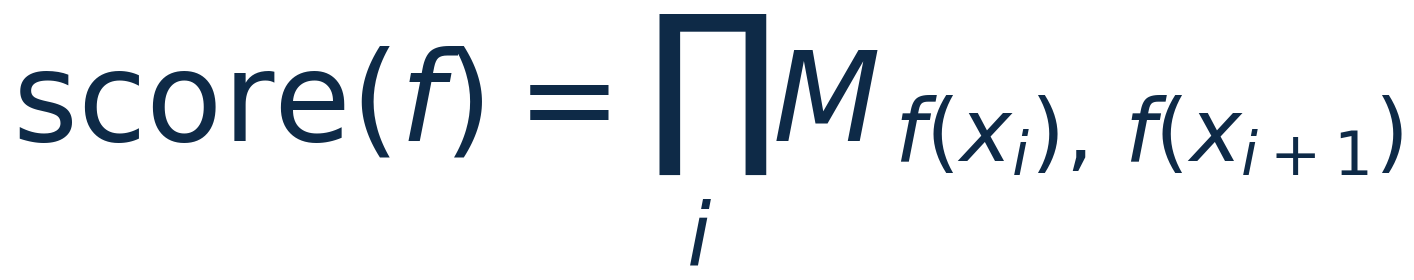 score(f) = ∏_i M_{f(x_i), f(x_{i+1})}